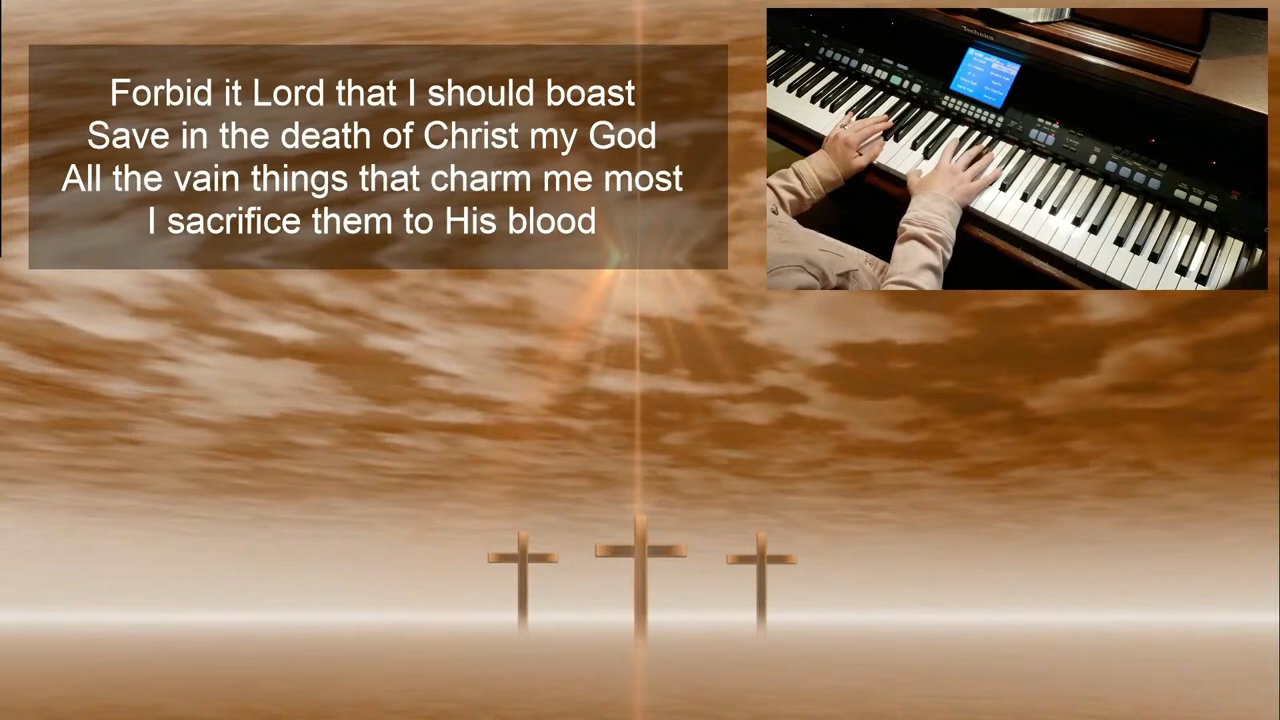 Forbid it Lord that I should boast
Save in the death of Christ my God
All the vain things that charm me most
I sacrifice them to His blood
Technics